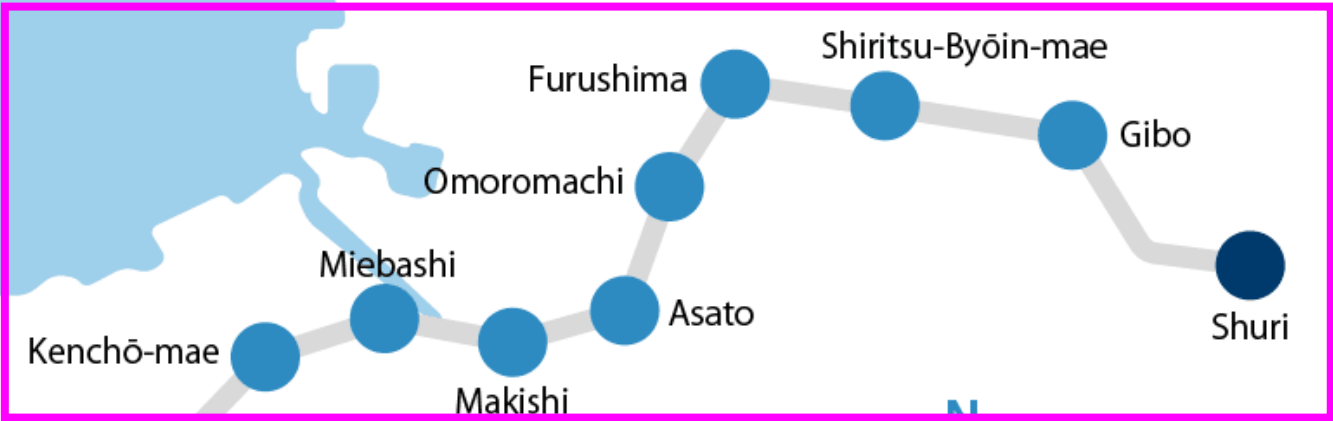 Shiritsu-Byōin-mae
Furushima
Gibo
Omoromachi
Miebashi
Asato
Shuri
Kenchō-mae
Makishi
N